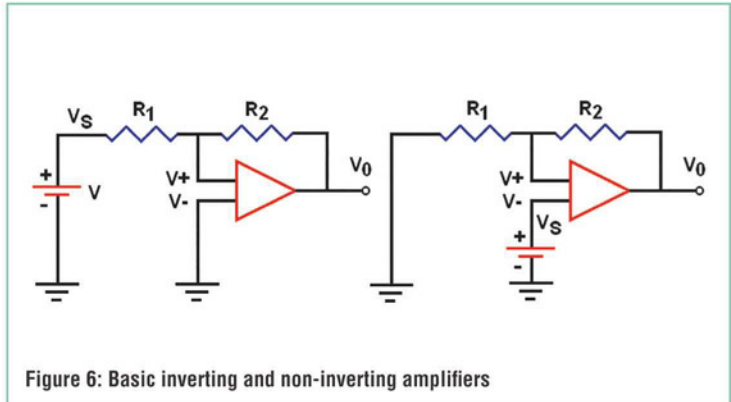 R1 R2 R1 R2
VS V0 V0
V+ V+
+ V V- V- VS
- +
-
Figure 6: Basic inverting and non-inverting amplifiers